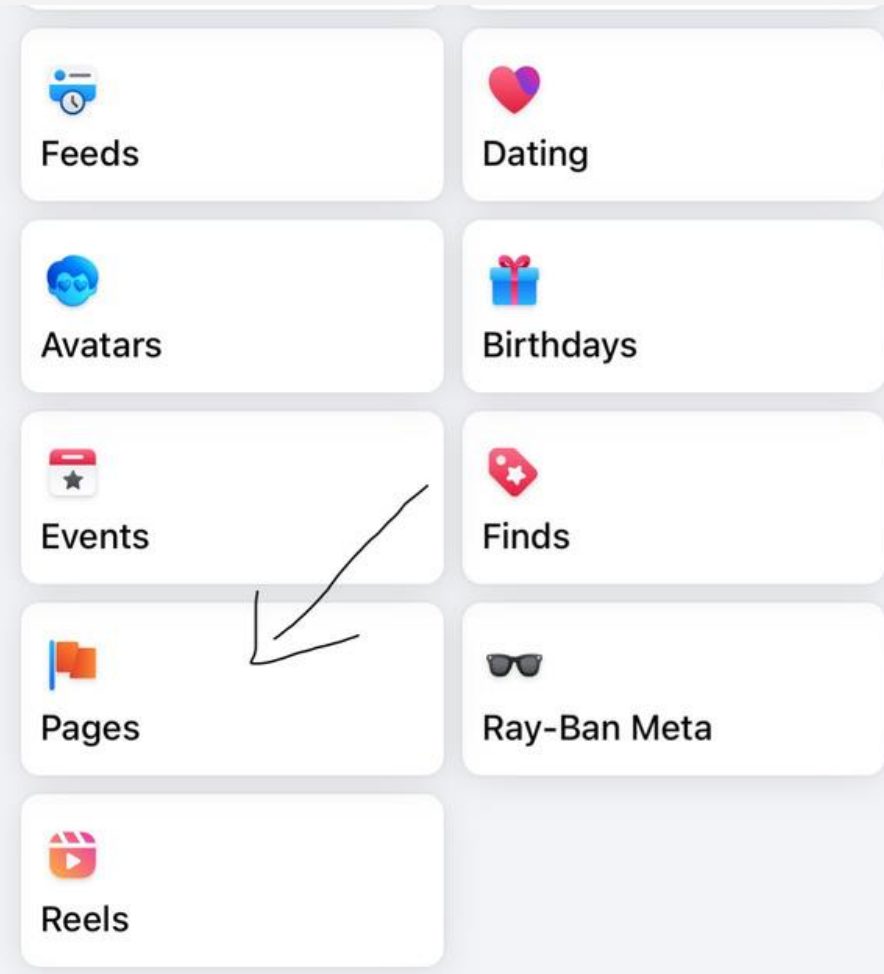 Feeds
Dating
Avatars
Birthdays
Events
Finds
Pages
Ray-Ban Meta
Reels